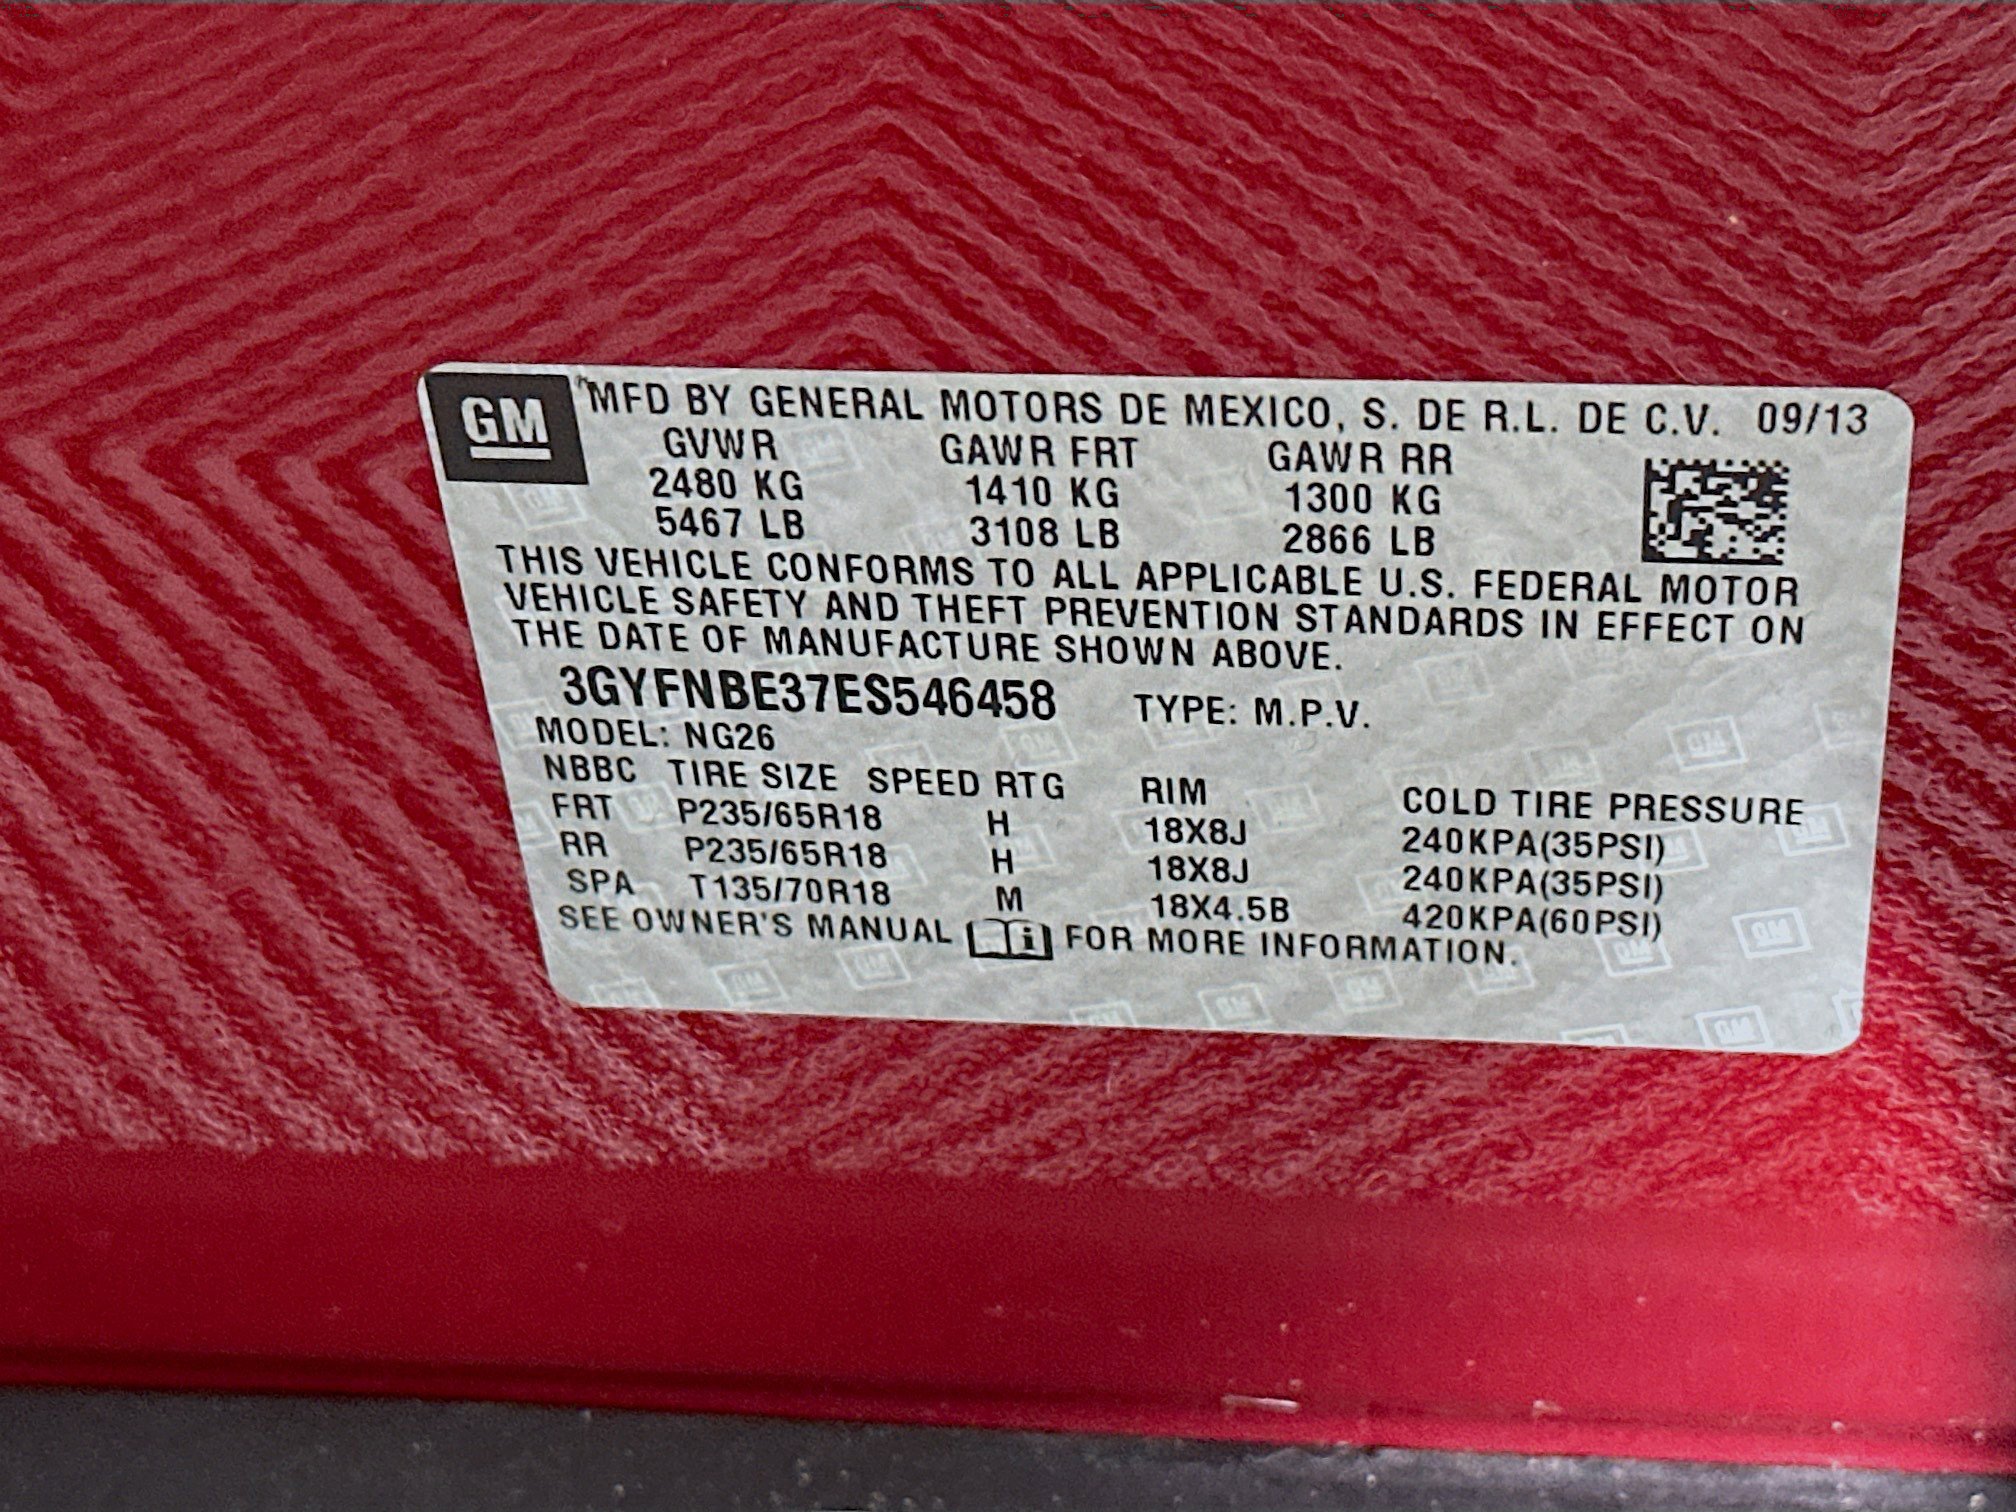 GM
MFD BY GENERAL MOTORS DE MEXICO, S. DE R.L. DE C.V. 09/13
GVWR GAWR FRT GAWR RR
2480 KG 1410 KG 1300 KG
5467 LB 3108 LB 2866 LB
THIS VEHICLE CONFORMS TO ALL APPLICABLE U.S. FEDERAL MOTOR
VEHICLE SAFETY AND THEFT PREVENTION STANDARDS IN EFFECT ON
THE DATE OF MANUFACTURE SHOWN ABOVE.
3GYFNBE37ES546458 TYPE: M.P.V.
MODEL: NG26
NBBC TIRE SIZE SPEED RTG RIM COLD TIRE PRESSURE
FRT P235/65R18 H 18X8J 240KPA(35PSI)
RR P235/65R18 H 18X8J 240KPA(35PSI)
SPA T135/70R18 M 18X4.5B 420KPA(60PSI)
SEE OWNER'S MANUAL i FOR MORE INFORMATION.